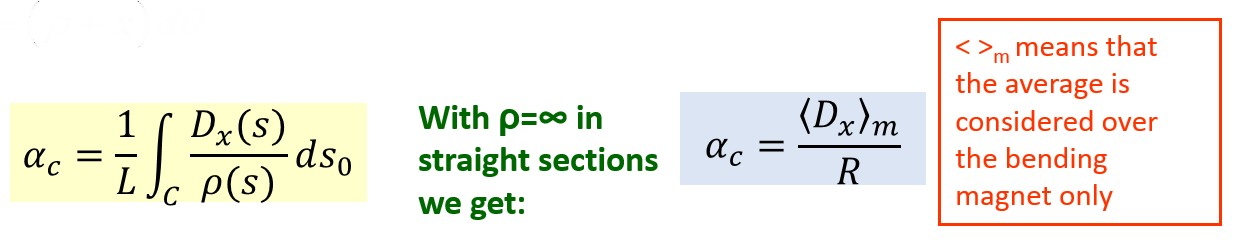 α_c = 1/L ∫_C D_x(s)/ρ(s) ds_0
With ρ=∞ in
straight sections
we get:
α_c = ⟨D_x⟩_m / R
< >_m means that
the average is
considered over
the bending
magnet only